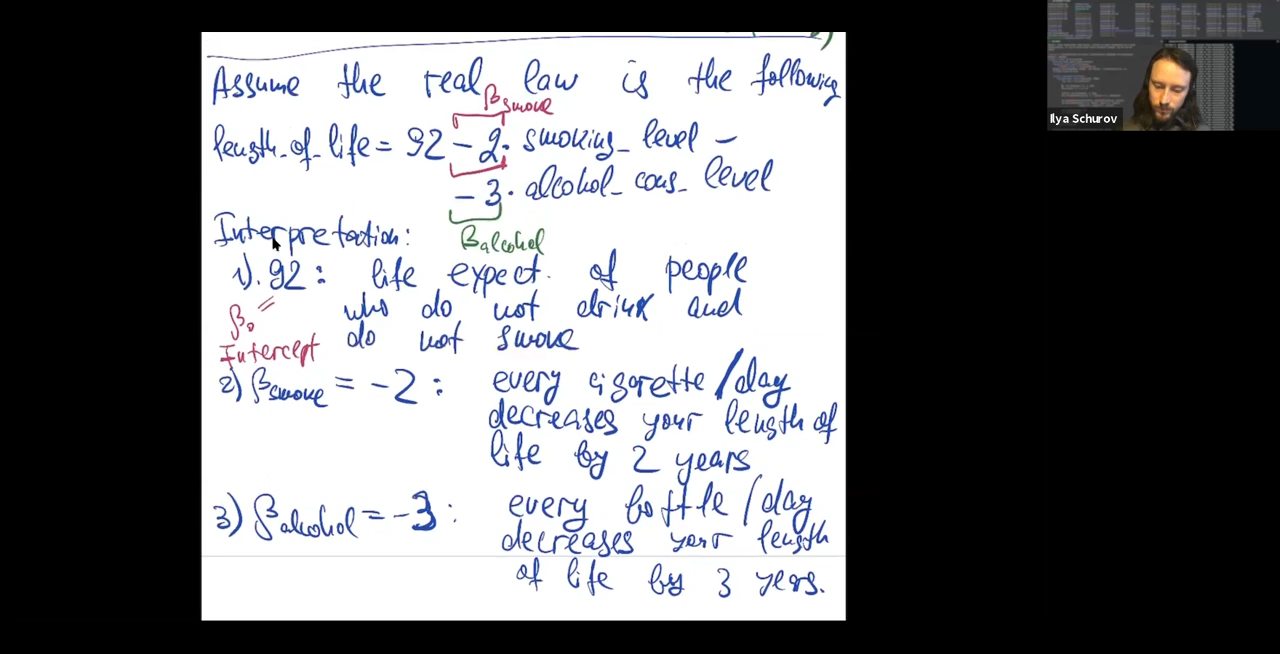 Assume the real law is the following
βsmoke
length_of_life = 92 - 2. smoking_level -
- 3. alcohol_cons_level
βalcohol
Interpretation:
1). 92: life expect. of people
who do not drink and
do not smoke
β0 =
Intercept
2) βsmoke = -2: every cigarette/day
decreases your length of
life by 2 years
3) βalcohol = -3: every bottle/day
decreases your length
of life by 3 yers.
Ilya Schurov